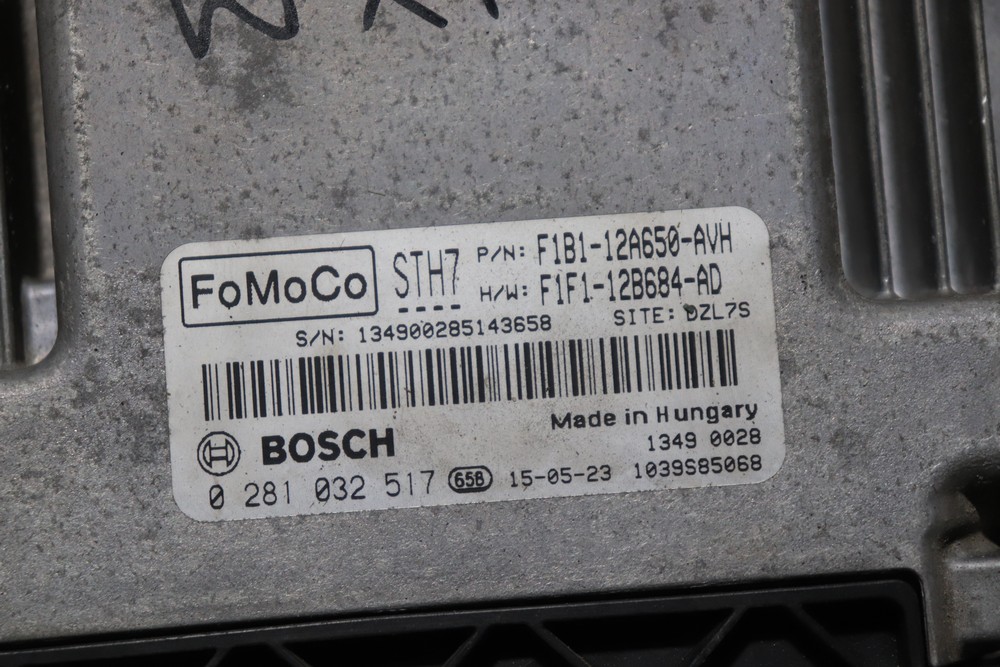 FoMoCo STH7 P/N: F1B1-12A650-AVH
H/W: F1F1-12B684-AD
S/N: 134900285143658 SITE: DZL7S
BOSCH Made in Hungary
1349 0028
0 281 032 517 65B 15-05-23 1039S85068